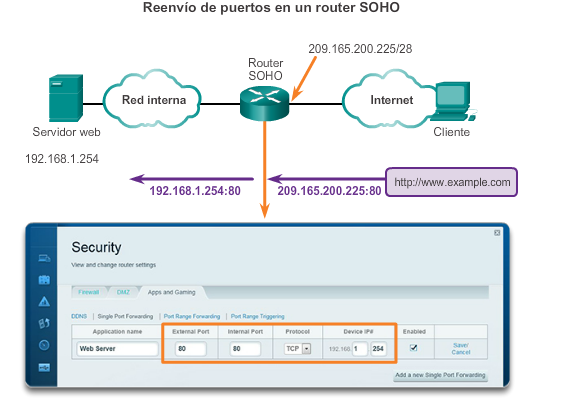 Reenvío de puertos en un router SOHO
209.165.200.225/28
Router
SOHO
Red interna
Internet
Servidor web
Cliente
192.168.1.254
192.168.1.254:80
209.165.200.225:80
http://www.example.com
Security
View and change router settings
Firewall DMZ Apps and Gaming
DDNS | Single Port Forwarding | Port Range Forwarding | Port Range Triggering
Application name External Port Internal Port Protocol Device IP# Enabled
Web Server 80 80 TCP 192.168. 1 254 Save/
Cancel
Add a new Single Port Forwarding